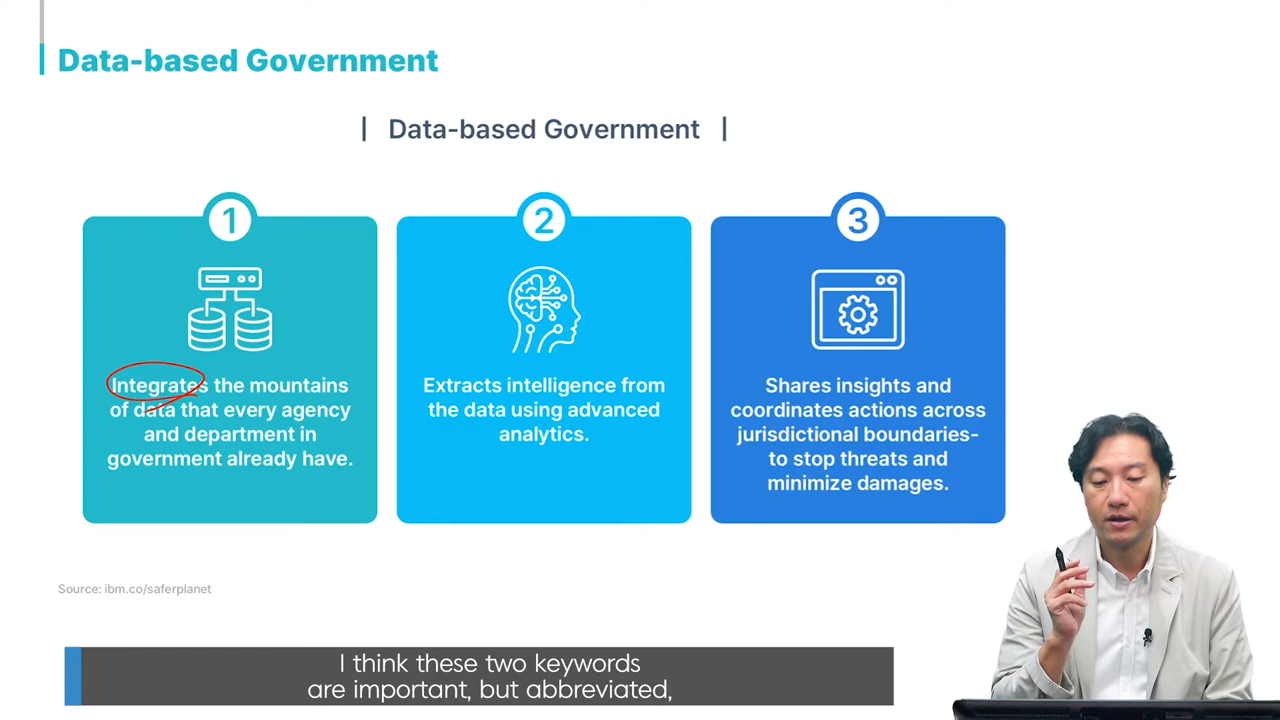 Data-based Government
| Data-based Government |
1
Integrates the mountains
of data that every agency
and department in
government already have.
2
Extracts intelligence from
the data using advanced
analytics.
3
Shares insights and
coordinates actions across
jurisdictional boundaries-
to stop threats and
minimize damages.
Source: ibm.co/saferplanet
I think these two keywords
are important, but abbreviated,